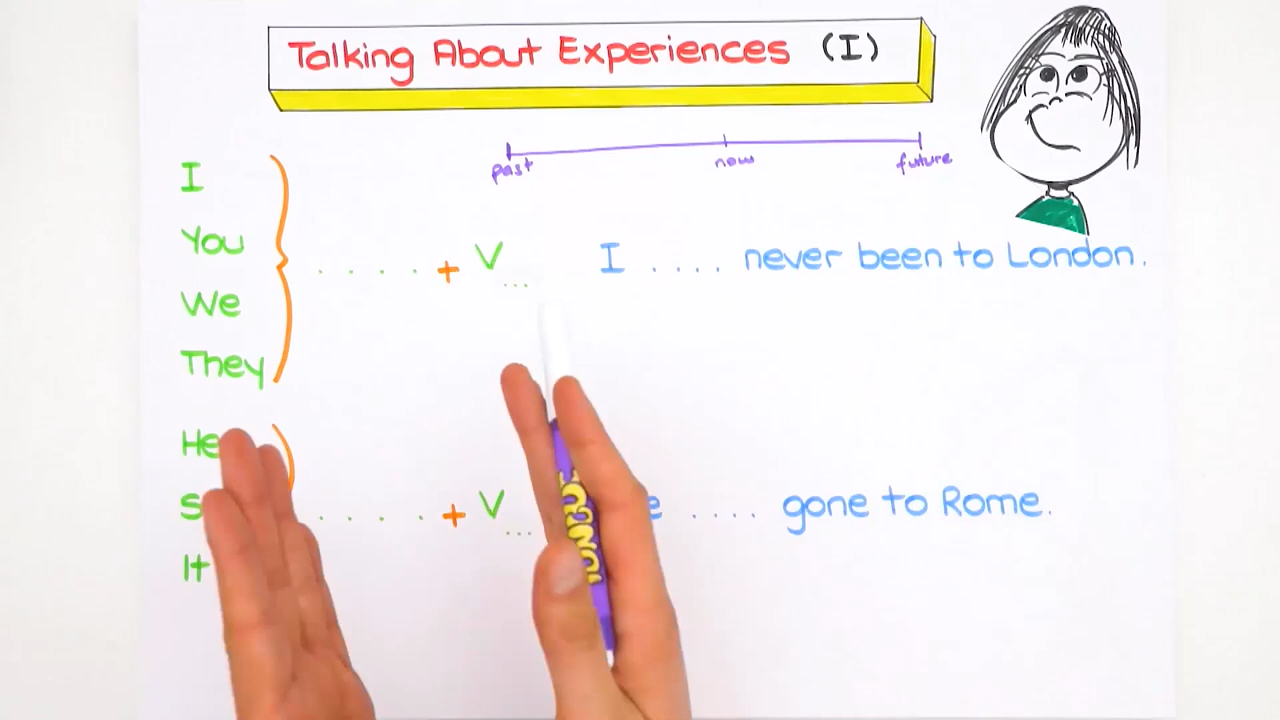 Talking About Experiences (I)
past now future
I
You
We
They
..... + V... I .... never been to London.
He
.... + V... .... gone to Rome.
It